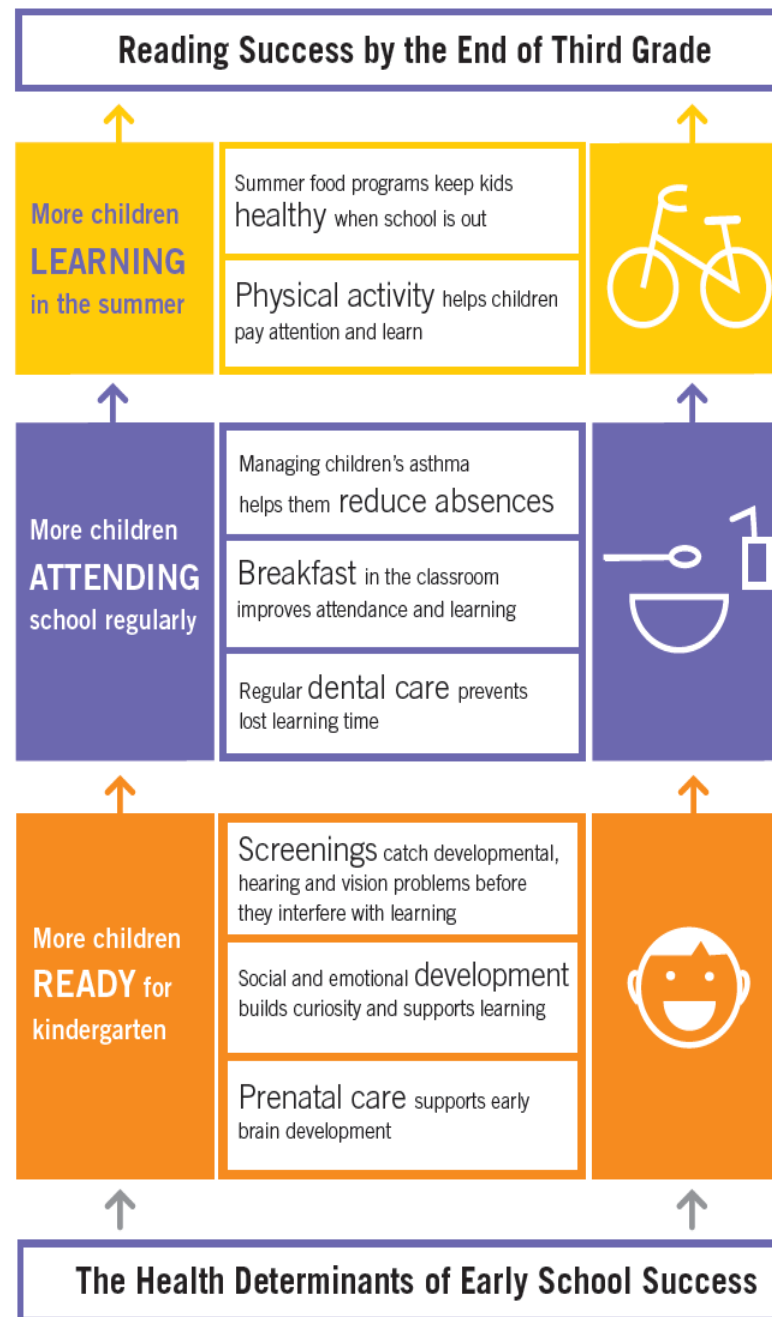 Reading Success by the End of Third Grade
More children
LEARNING
in the summer
Summer food programs keep kids
healthy when school is out
Physical activity helps children
pay attention and learn
More children
ATTENDING
school regularly
Managing children’s asthma
helps them reduce absences
Breakfast in the classroom
improves attendance and learning
Regular dental care prevents
lost learning time
More children
READY for
kindergarten
Screenings catch developmental,
hearing and vision problems before
they interfere with learning
Social and emotional development
builds curiosity and supports learning
Prenatal care supports early
brain development
The Health Determinants of Early School Success